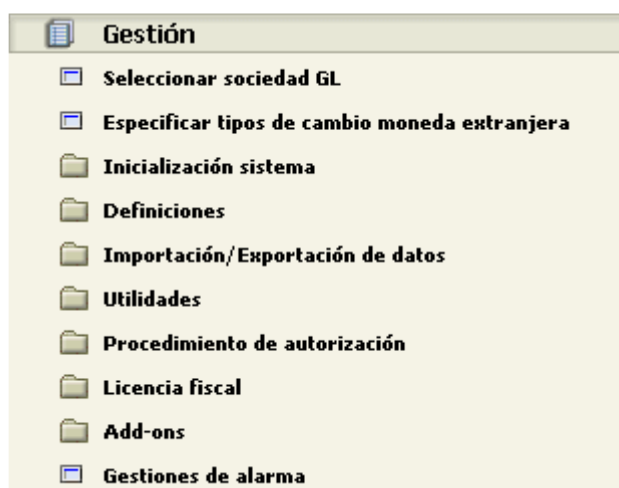 Gestión
Seleccionar sociedad GL
Especificar tipos de cambio moneda extranjera
Inicialización sistema
Definiciones
Importación/Exportación de datos
Utilidades
Procedimiento de autorización
Licencia fiscal
Add-ons
Gestiones de alarma